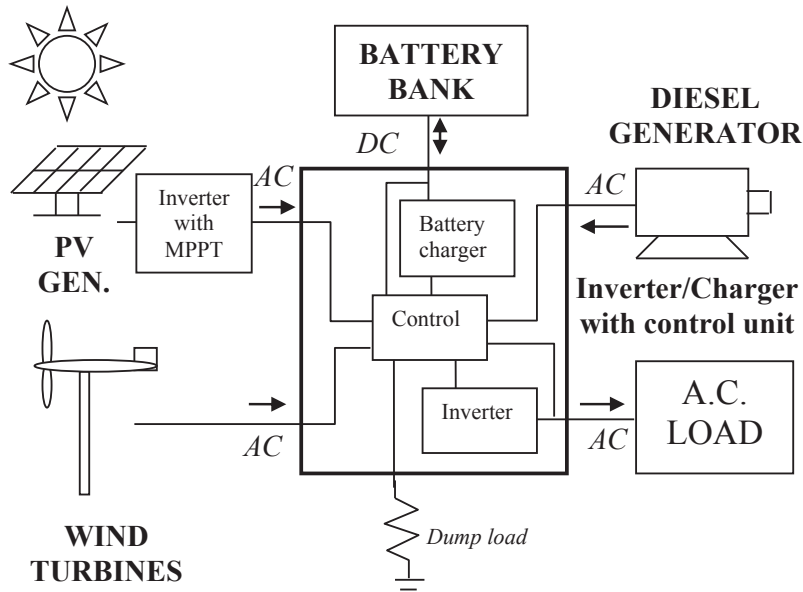 BATTERY
BANK
DIESEL
GENERATOR
DC
AC
AC
Inverter
with
MPPT
Battery
charger
PV
GEN.
Inverter/Charger
with control unit
Control
A.C.
LOAD
Inverter
AC
AC
Dump load
WIND
TURBINES